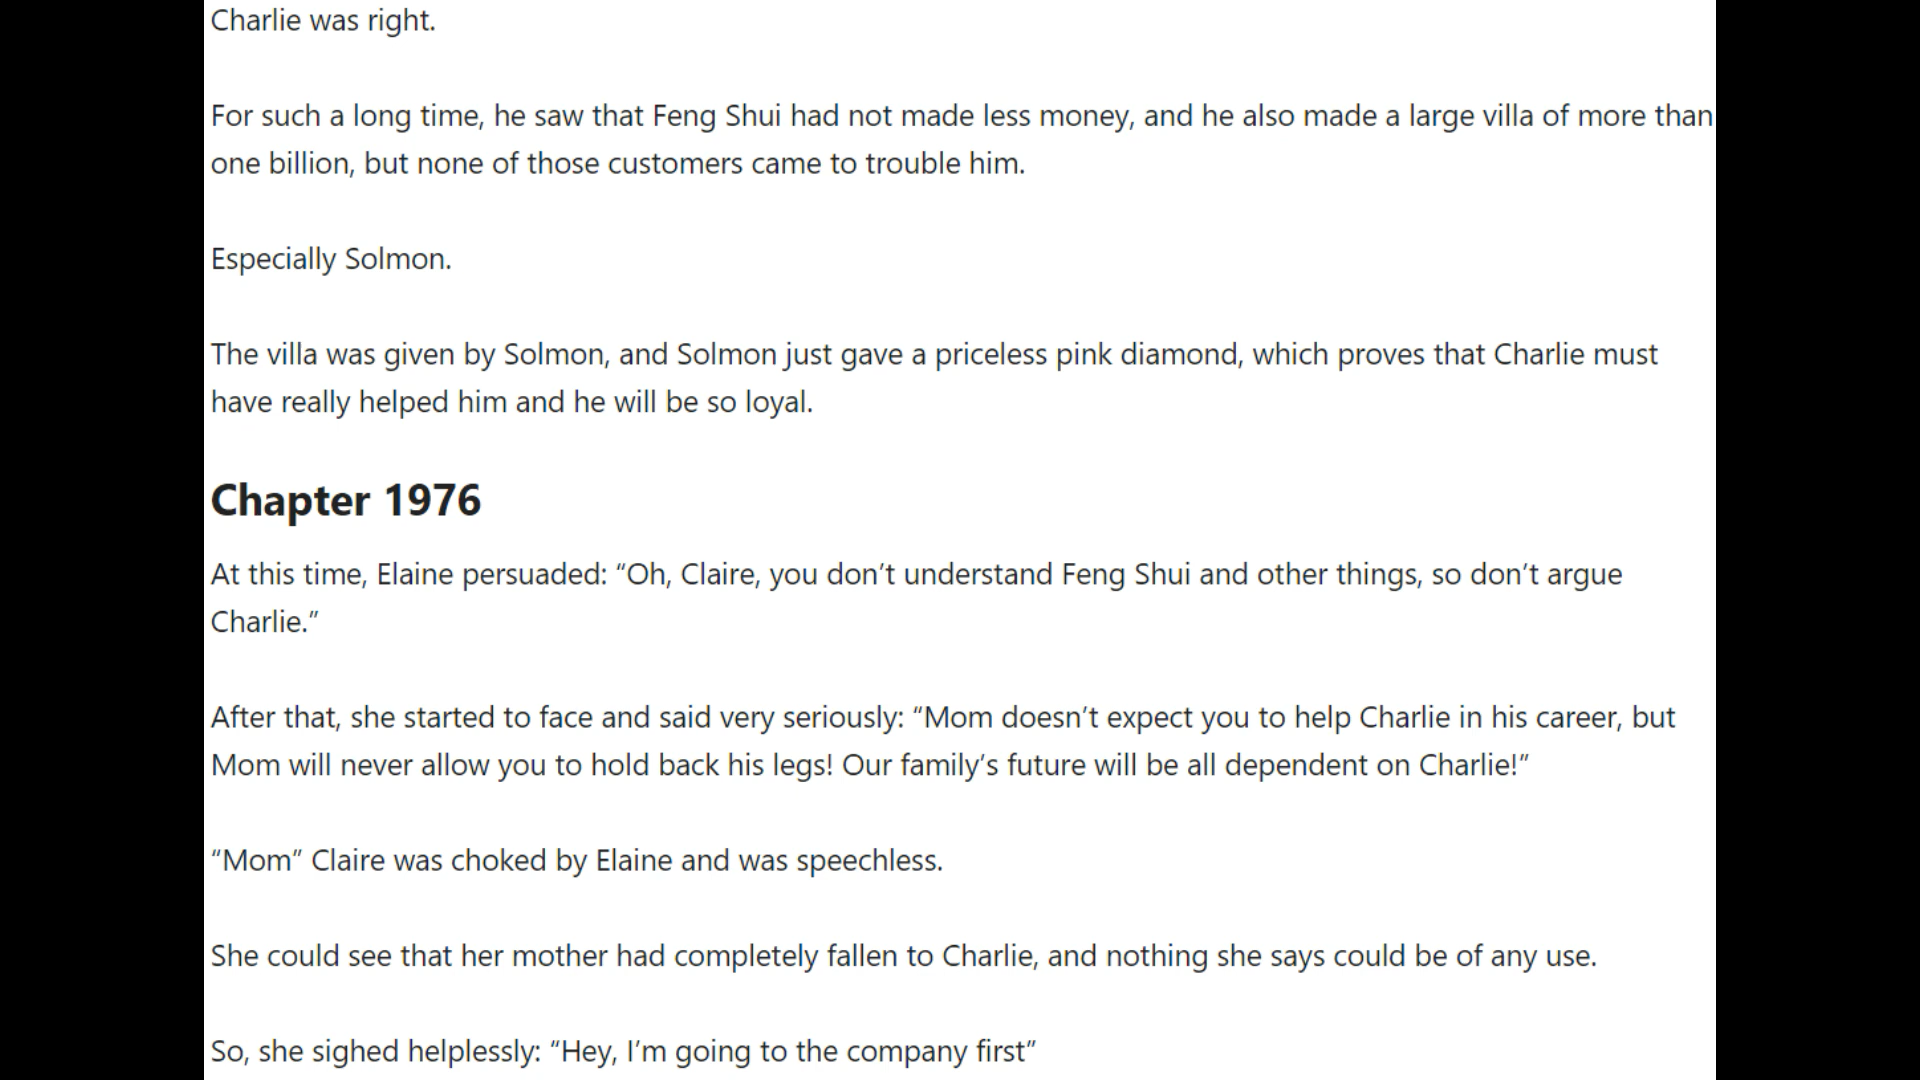 Charlie was right.
For such a long time, he saw that Feng Shui had not made less money, and he also made a large villa of more than
one billion, but none of those customers came to trouble him.
Especially Solmon.
The villa was given by Solmon, and Solmon just gave a priceless pink diamond, which proves that Charlie must
have really helped him and he will be so loyal.
Chapter 1976
At this time, Elaine persuaded: “Oh, Claire, you don’t understand Feng Shui and other things, so don’t argue
Charlie.”
After that, she started to face and said very seriously: “Mom doesn’t expect you to help Charlie in his career, but
Mom will never allow you to hold back his legs! Our family’s future will be all dependent on Charlie!”
“Mom” Claire was choked by Elaine and was speechless.
She could see that her mother had completely fallen to Charlie, and nothing she says could be of any use.
So, she sighed helplessly: “Hey, I’m going to the company first”